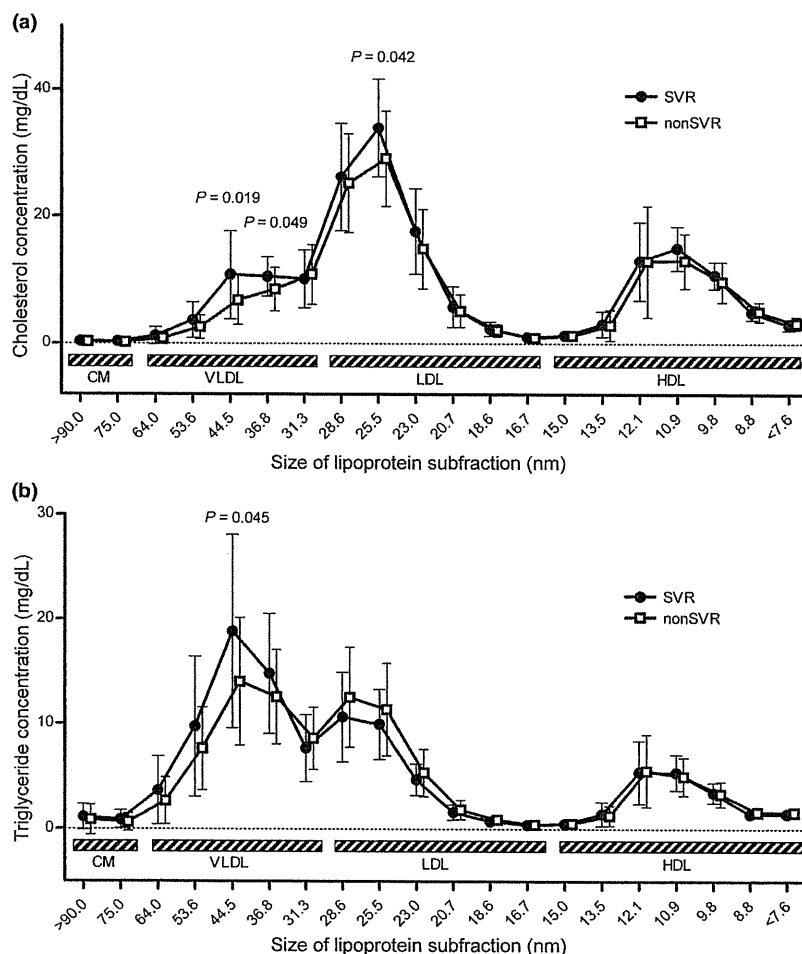 (a)
Cholesterol concentration (mg/dL)
40
20
0
P = 0.019
P = 0.049
P = 0.042
SVR
nonSVR
CM
VLDL
LDL
HDL
>90.0
75.0
64.0
53.6
44.5
36.8
31.3
28.6
25.5
23.0
20.7
18.6
16.7
15.0
13.5
12.1
10.9
9.8
8.8
<7.6
Size of lipoprotein subfraction (nm)
(b)
Triglyceride concentration (mg/dL)
30
20
10
0
P = 0.045
SVR
nonSVR
CM
VLDL
LDL
HDL
>90.0
75.0
64.0
53.6
44.5
36.8
31.3
28.6
25.5
23.0
20.7
18.6
16.7
15.0
13.5
12.1
10.9
9.8
8.8
<7.6
Size of lipoprotein subfraction (nm)